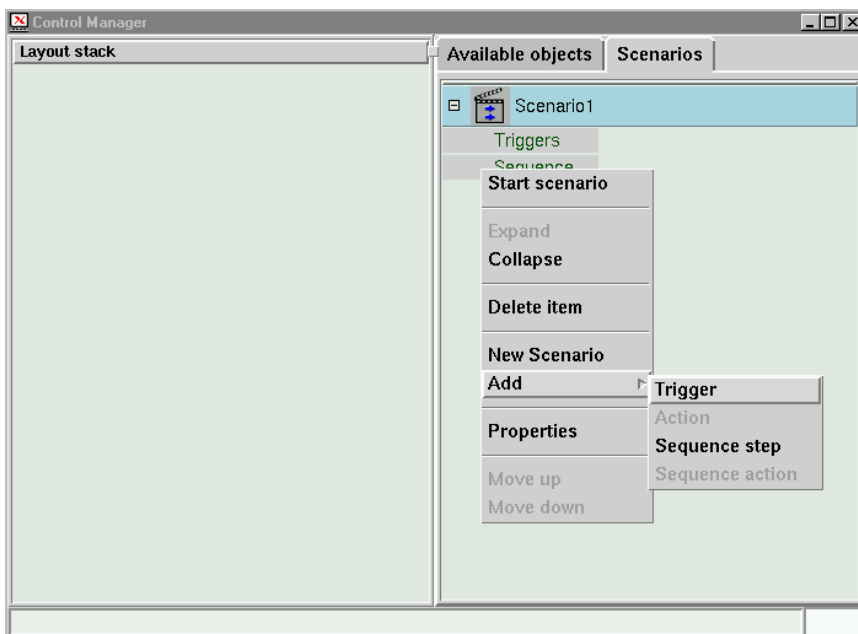 Control Manager
Layout stack
Available objects
Scenarios
Scenario1
Triggers
Sequence
Start scenario
Expand
Collapse
Delete item
New Scenario
Add
Properties
Move up
Move down
Trigger
Action
Sequence step
Sequence action